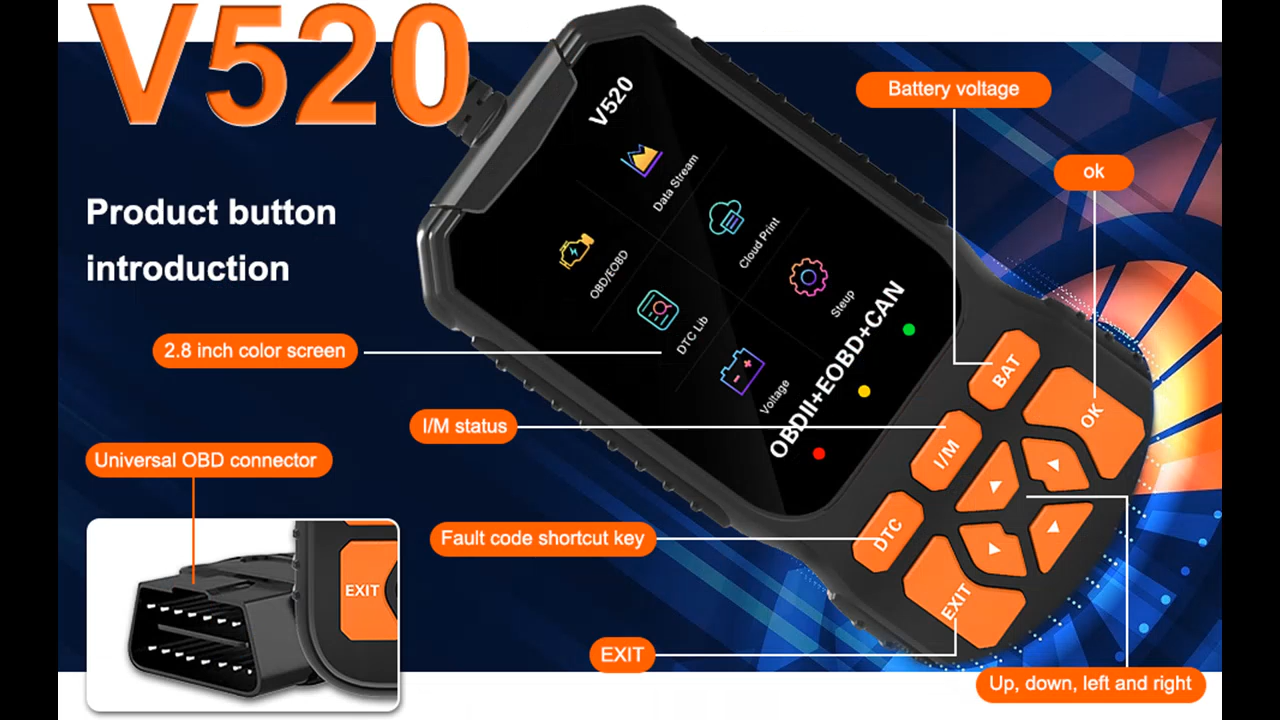 V520
Product button
introduction
2.8 inch color screen
I/M status
Universal OBD connector
Fault code shortcut key
EXIT
EXIT
Battery voltage
ok
Up, down, left and right
V520
Data Stream
Cloud Print
Steup
OBD/EOBD
DTC Lib
Voltage
OBDII+EOBD+CAN
BAT
OK
I/M
DTC
EXIT